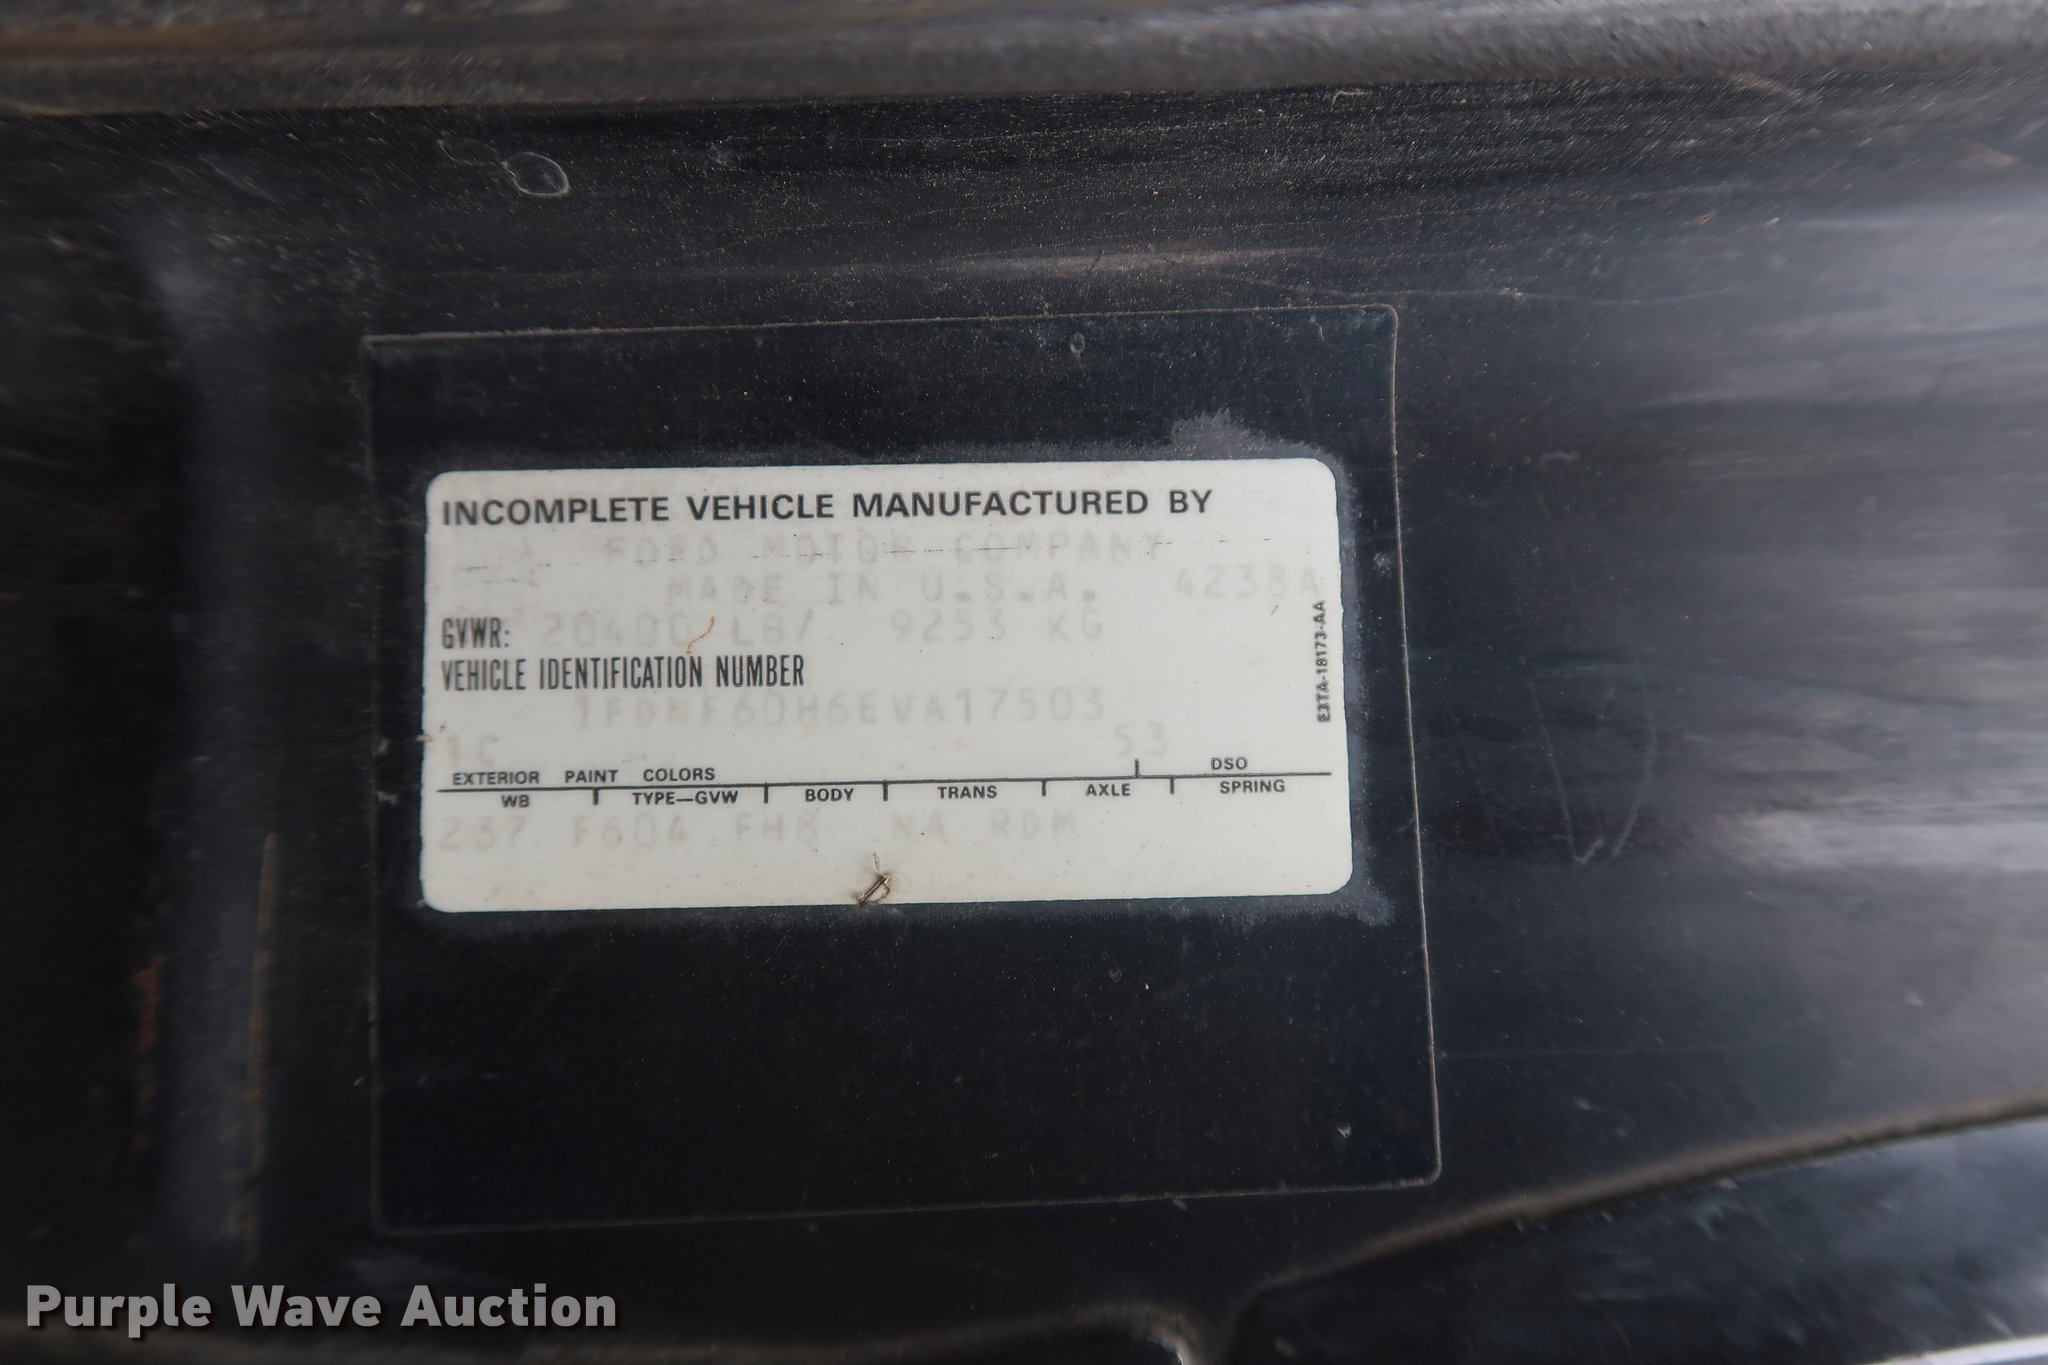 INCOMPLETE VEHICLE MANUFACTURED BY
FORD MOTOR COMPANY
MADE IN U.S.A. 4238A
GVWR: 20400 LB/ 9253 KG
VEHICLE IDENTIFICATION NUMBER
1FDNF60H6EVA17503
1C 53
EXTERIOR PAINT COLORS DSO
WB TYPE—GVW BODY TRANS AXLE SPRING
237 F604 FH8 NA RDM
E3TA-18173-AA
Purple Wave Auction